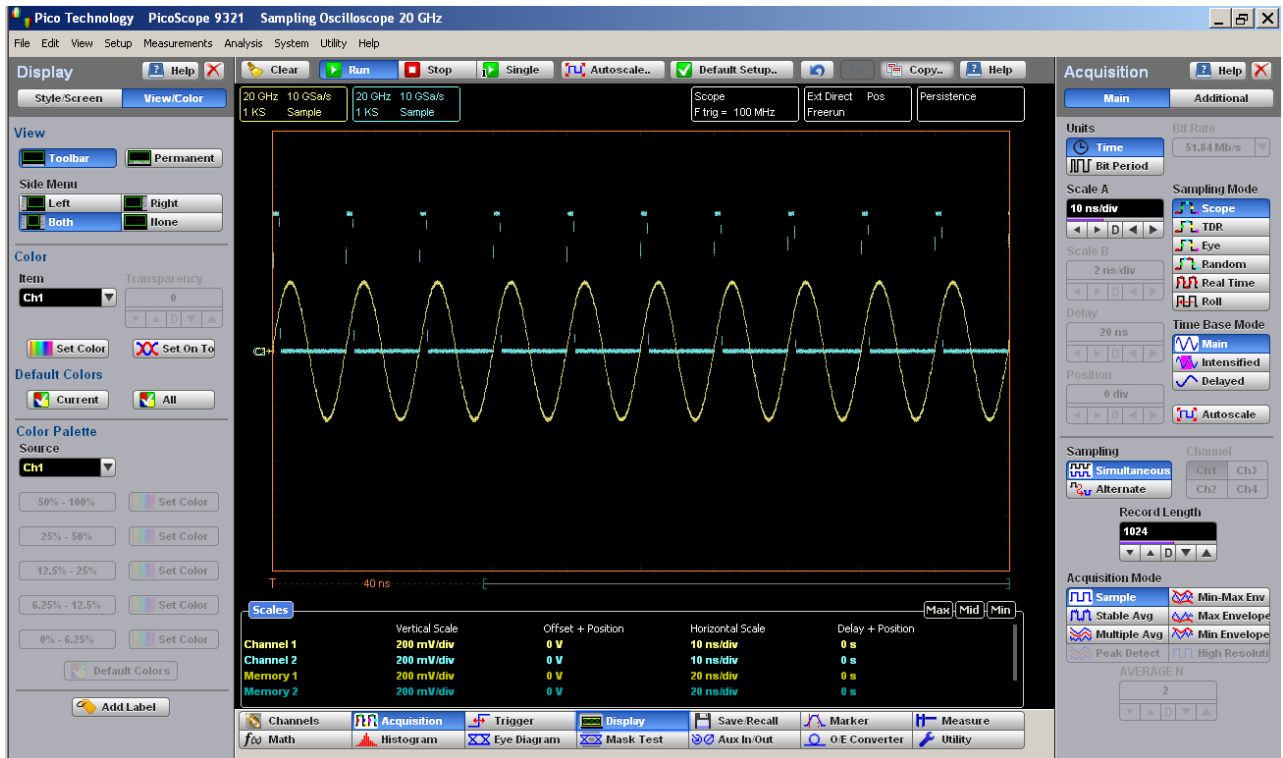 Pico Technology PicoScope 9321 Sampling Oscilloscope 20 GHz
File Edit View Setup Measurements Analysis System Utility Help
Display Help
Style/Screen View/Color
View
Toolbar Permanent
Side Menu
Left Right
Both None
Color
Item Transparency
Ch1 0
D
Set Color Set On To
Default Colors
Current All
Color Palette
Source
Ch1
50% - 100% Set Color
25% - 50% Set Color
12.5% - 25% Set Color
6.25% - 12.5% Set Color
0% - 6.25% Set Color
Default Colors
Add Label
Clear Run Stop Single Autoscale.. Default Setup.. Copy.. Help
20 GHz 10 GSa/s 20 GHz 10 GSa/s Scope Ext Direct Pos Persistence
1 KS Sample 1 KS Sample F trig = 100 MHz Freerun
T 40 ns
Scales Max Mid Min
Vertical Scale Offset + Position Horizontal Scale Delay + Position
Channel 1 200 mV/div 0 V 10 ns/div 0 s
Channel 2 200 mV/div 0 V 10 ns/div 0 s
Memory 1 200 mV/div 0 V 20 ns/div 0 s
Memory 2 200 mV/div 0 V 20 ns/div 0 s
Channels Acquisition Trigger Display Save/Recall Marker Measure
f(x) Math Histogram Eye Diagram Mask Test Aux In/Out O/E Converter Utility
Acquisition Help
Main Additional
Units Bit Rate
Time 51.84 Mb/s
Bit Period
Scale A Sampling Mode
10 ns/div Scope
D TDR
Scale B Eye
2 ns/div Random
D Real Time
Roll
Delay
20 ns Time Base Mode
D Main
Position Intensified
0 div Delayed
D Autoscale
Sampling Channel
Simultaneous Ch1 Ch3
Alternate Ch2 Ch4
Record Length
1024
D
Acquisition Mode
Sample Min-Max Env
Stable Avg Max Envelope
Multiple Avg Min Envelope
Peak Detect High Resoluti
AVERAGE N
2
D